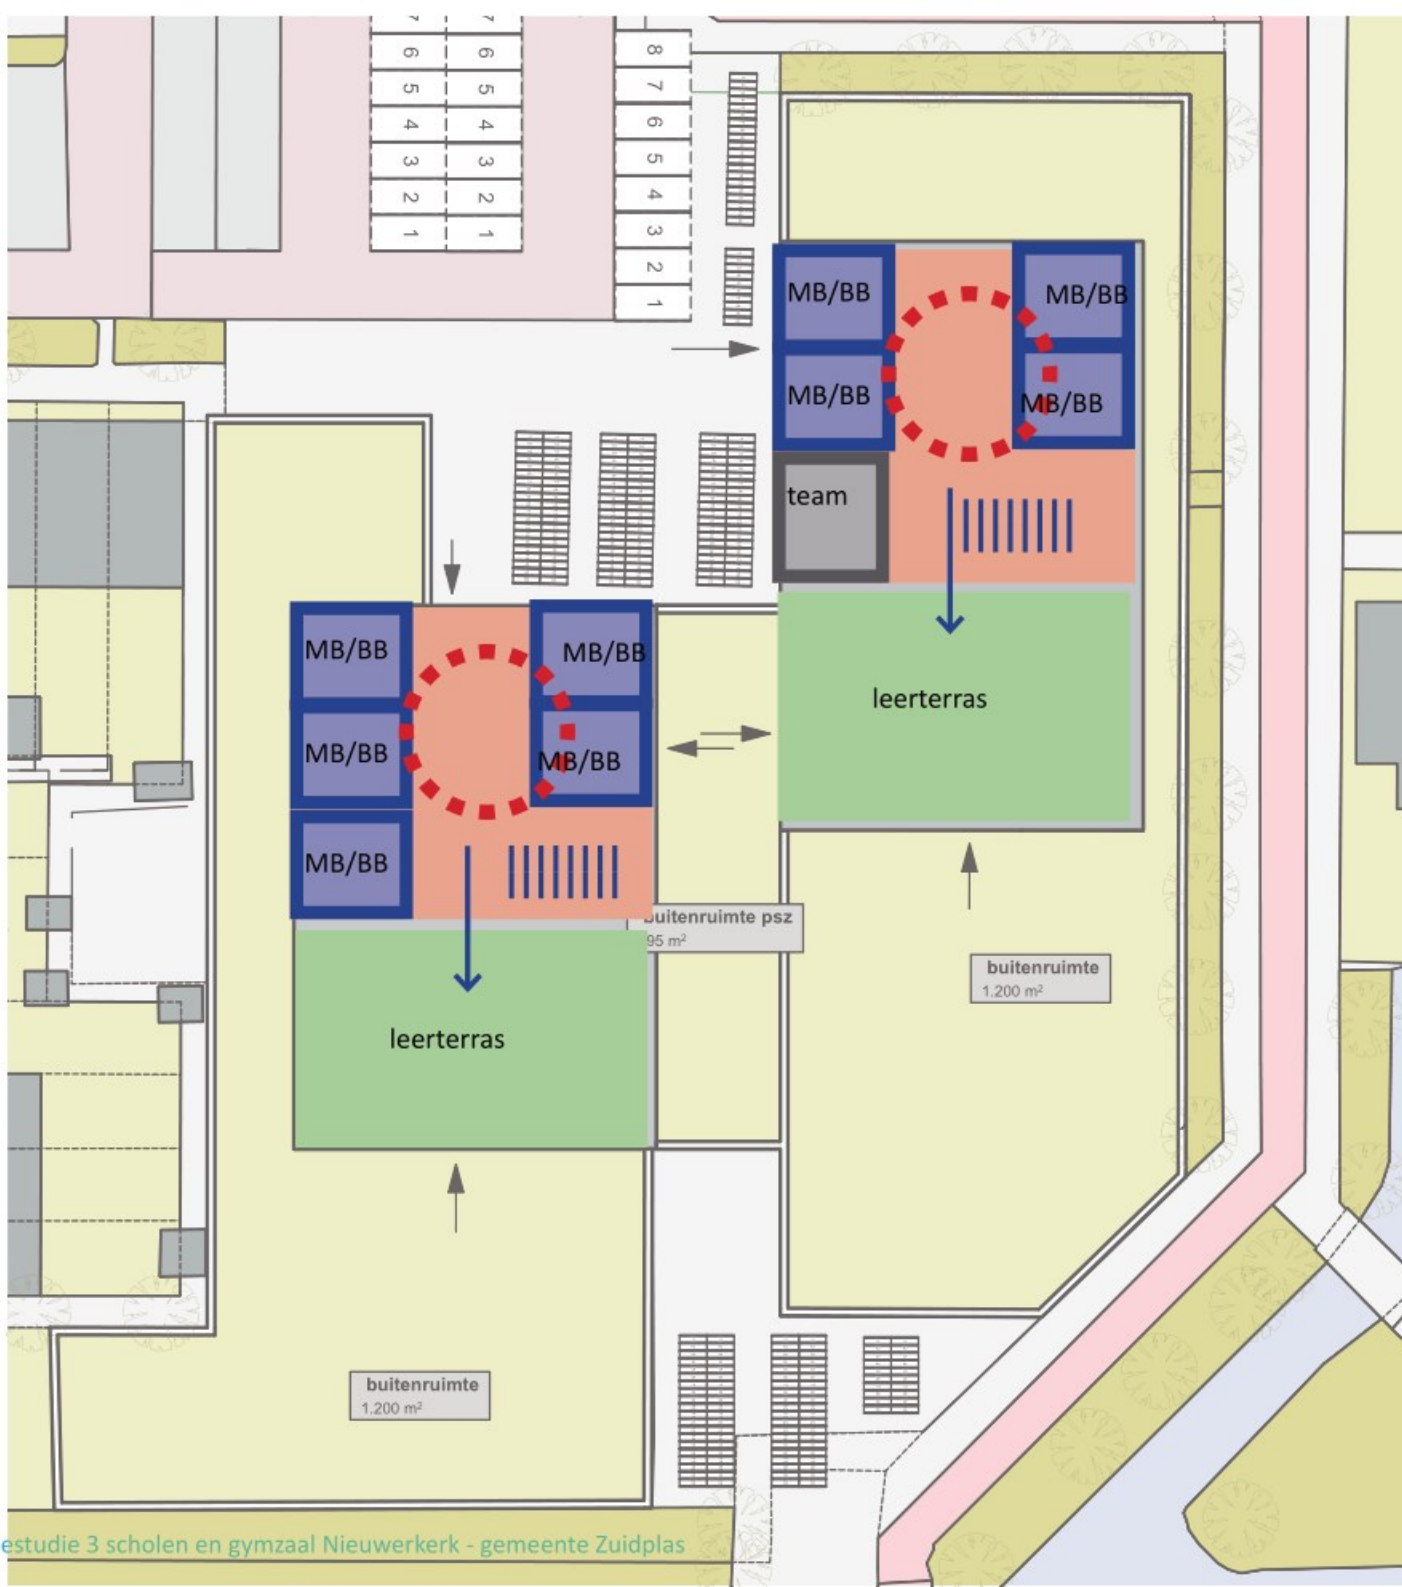 7 7
6 6 8
5 5 7
4 4 6
3 3 5
2 2 4
1 1 3
2
1
MB/BB MB/BB
MB/BB MB/BB
team
leerterras
MB/BB MB/BB
MB/BB MB/BB
MB/BB
buitenruimte psz
95 m²
buitenruimte
1.200 m²
leerterras
buitenruimte
1.200 m²
estudie 3 scholen en gymzaal Nieuwerkerk - gemeente Zuidplas